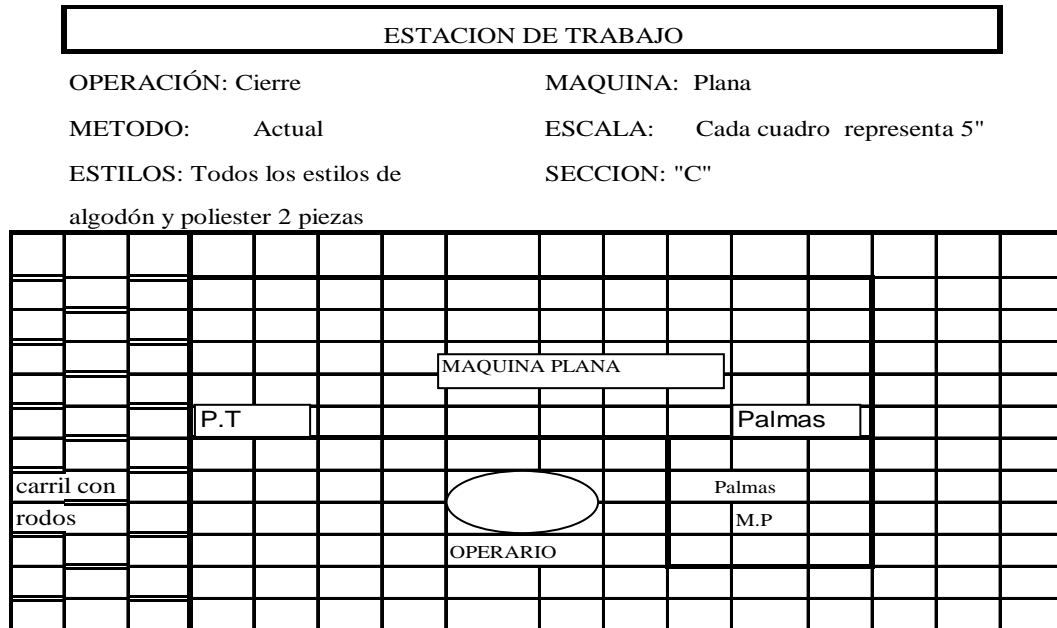 ESTACION DE TRABAJO
OPERACIÓN: Cierre
MAQUINA: Plana
METODO: Actual
ESCALA: Cada cuadro representa 5"
ESTILOS: Todos los estilos de
SECCION: "C"
algodón y poliester 2 piezas
MAQUINA PLANA
P.T
Palmas
carril con
Palmas
rodos
M.P
OPERARIO